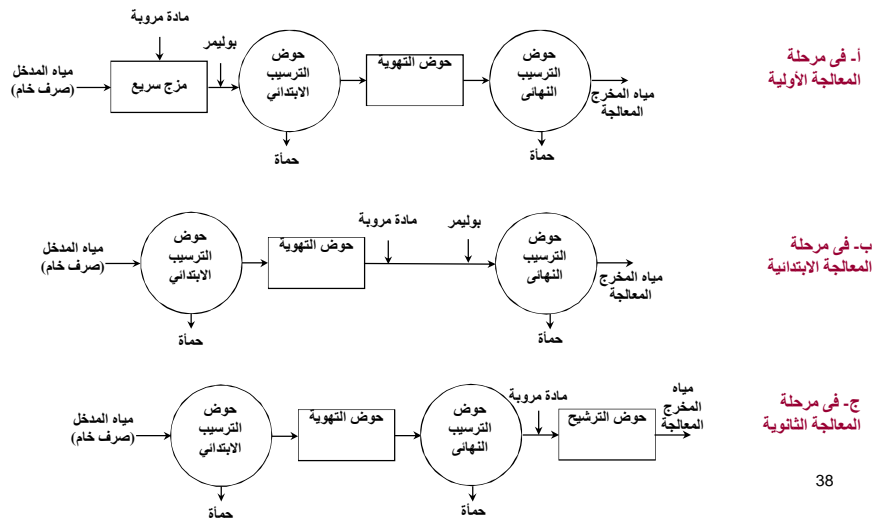 أ- فى مرحلة
المعالجة الأولية
مادة مروبة
بوليمر
مياه المدخل
(صرف خام)
مزج سريع
حوض
الترسيب
الابتدائي
حوض التهوية
حوض
الترسيب
النهائى
مياه المخرج
المعالجة
حمأة
حمأة
ب- فى مرحلة
المعالجة الابتدائية
مياه المدخل
(صرف خام)
حوض
الترسيب
الابتدائي
حوض التهوية
مادة مروبة
بوليمر
حوض
الترسيب
النهائى
مياه المخرج
المعالجة
حمأة
حمأة
ج- فى مرحلة
المعالجة الثانوية
مياه المدخل
(صرف خام)
حوض
الترسيب
الابتدائي
حوض التهوية
حوض
الترسيب
النهائى
مادة مروبة
حوض الترشيح
مياه
المخرج
المعالجة
حمأة
حمأة
38